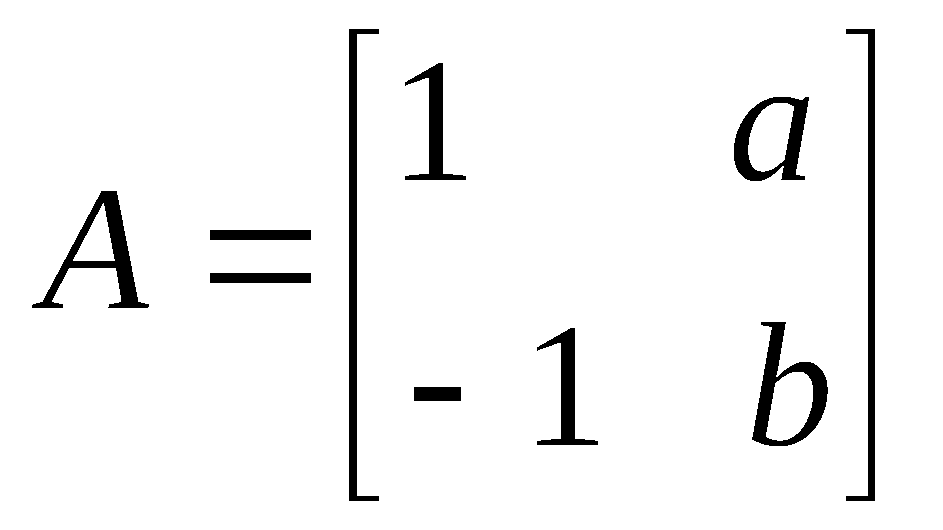 1 a
A =
- 1 b